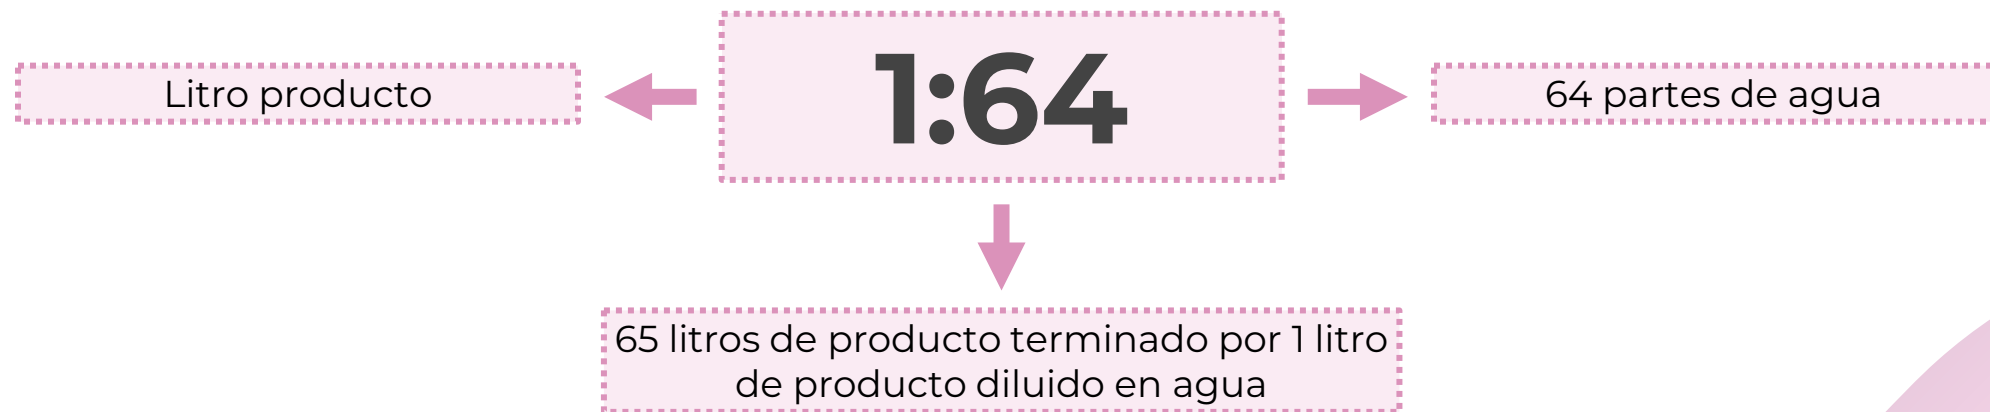 1:64
Litro producto
64 partes de agua
65 litros de producto terminado por 1 litro
de producto diluido en agua